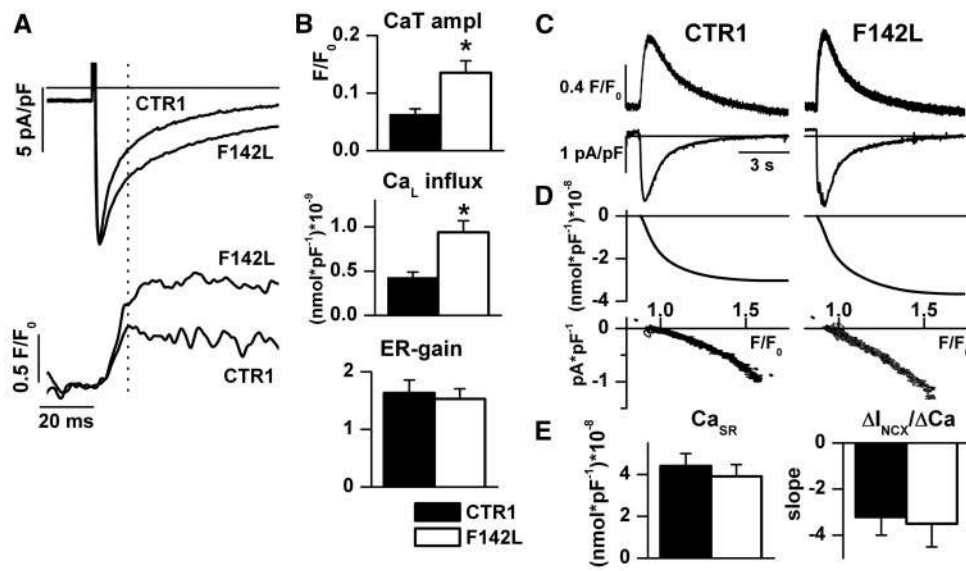 A
5 pA/pF
CTR1
F142L
F142L
0.5 F/F0
CTR1
20 ms
B
CaT ampl
F/F0
0.2
*
0.1
0.0
CaL influx
(nmol*pF-1)*10-9
1.0
*
0.5
0.0
ER-gain
2
1
0
CTR1
F142L
C
CTR1
F142L
0.4 F/F0
1 pA/pF
3 s
D
(nmol*pF-1)*10-8
0
-2
-4
1.0 1.5
1.0 1.5
pA*pF-1
0
-1
F/F0
F/F0
E
CaSR
(nmol*pF-1)*10-8
4
2
0
ΔINCX/ΔCa
slope
0
-2
-4